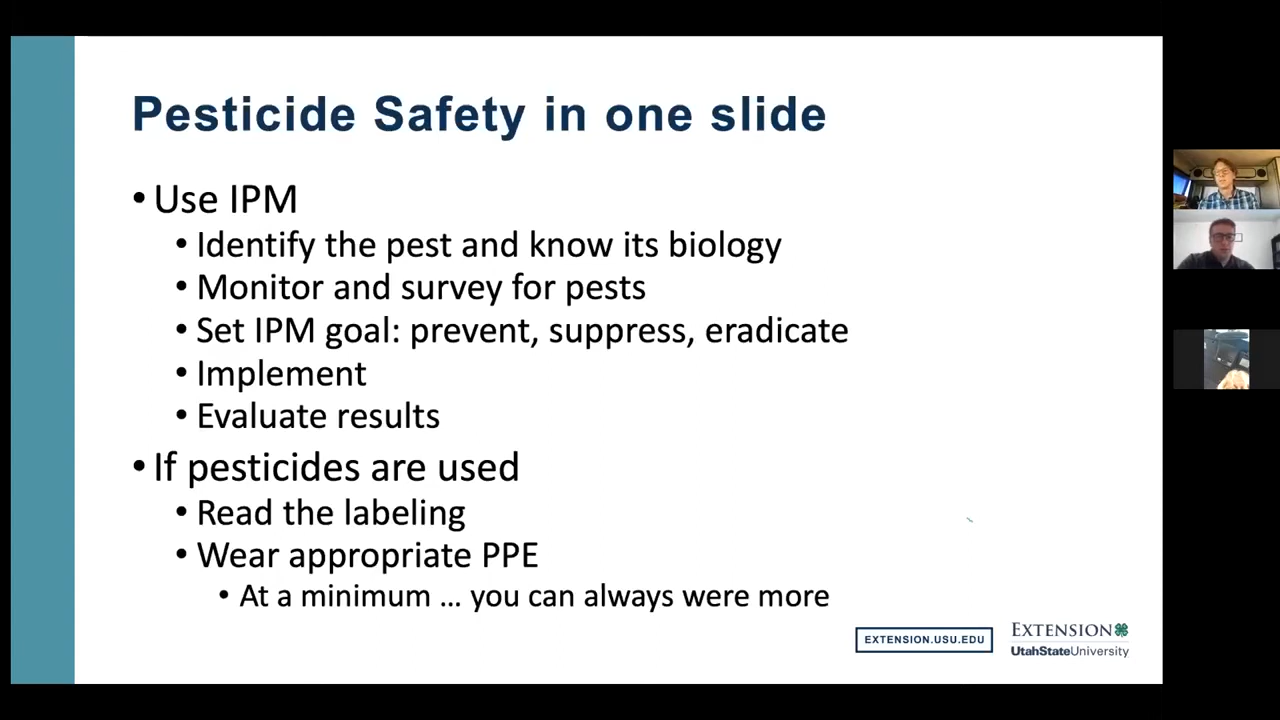 Pesticide Safety in one slide
• Use IPM
• Identify the pest and know its biology
• Monitor and survey for pests
• Set IPM goal: prevent, suppress, eradicate
• Implement
• Evaluate results
• If pesticides are used
• Read the labeling
• Wear appropriate PPE
• At a minimum … you can always were more
EXTENSION.USU.EDU
EXTENSION
UtahStateUniversity